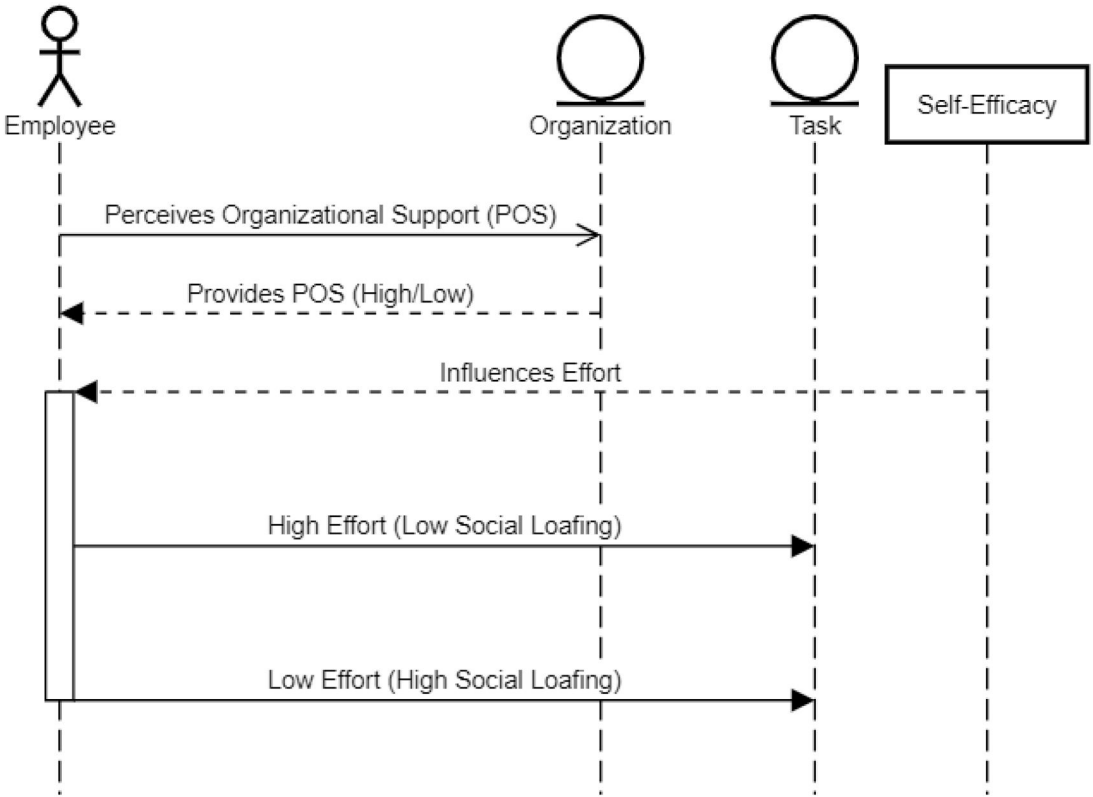 Employee
Organization
Task
Self-Efficacy
Perceives Organizational Support (POS)
Provides POS (High/Low)
Influences Effort
High Effort (Low Social Loafing)
Low Effort (High Social Loafing)